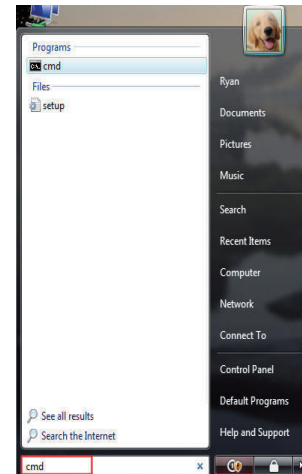 Programs
cmd
Files
setup
See all results
Search the Internet
cmd
Ryan
Documents
Pictures
Music
Search
Recent Items
Computer
Network
Connect To
Control Panel
Default Programs
Help and Support